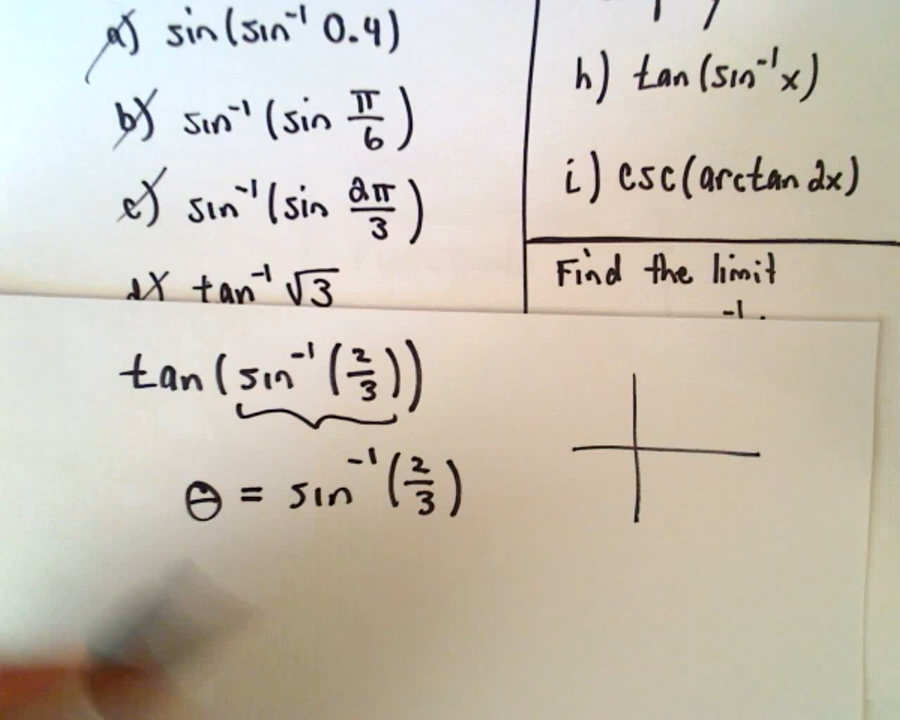 a) sin(sin⁻¹ 0.4)
b) sin⁻¹(sin π/6)
c) sin⁻¹(sin 2π/3)
d) tan⁻¹ √3
h) tan(sin⁻¹x)
i) csc(arctan 2x)
Find the limit
-1
tan(sin⁻¹(2/3))
θ = sin⁻¹(2/3)